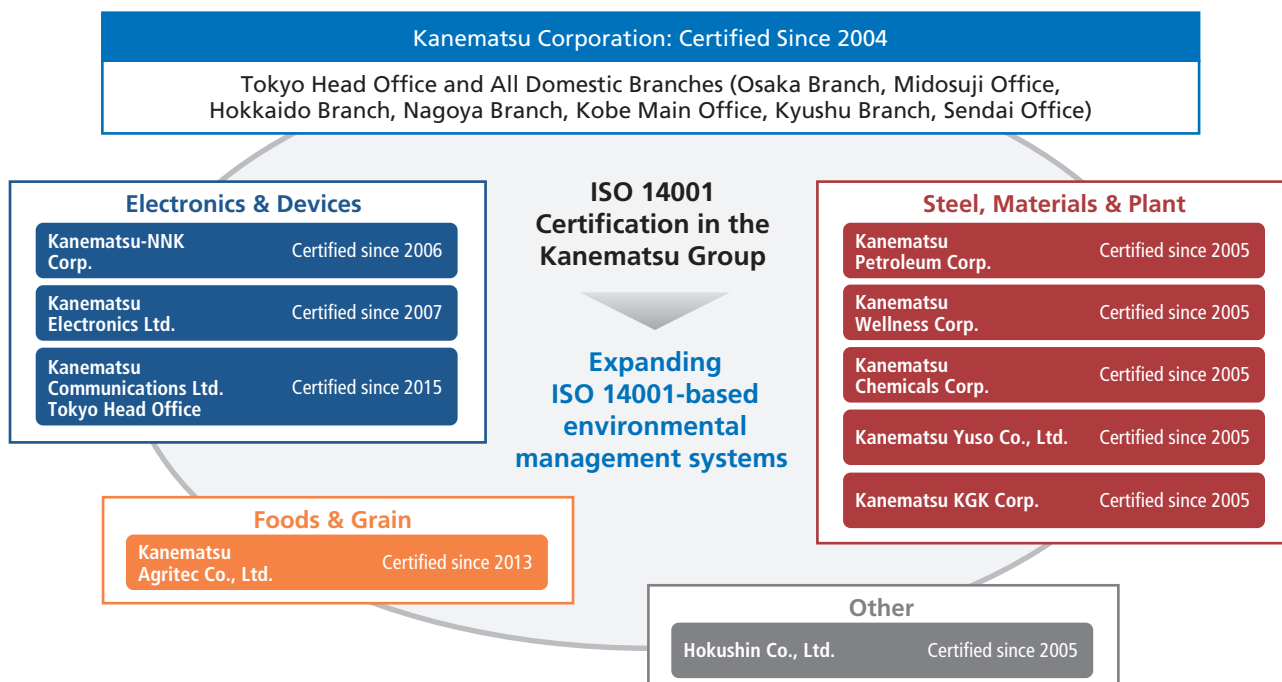 Kanematsu Corporation: Certified Since 2004
Tokyo Head Office and All Domestic Branches (Osaka Branch, Midosuji Office,
Hokkaido Branch, Nagoya Branch, Kobe Main Office, Kyushu Branch, Sendai Office)
ISO 14001
Certification in the
Kanematsu Group
Expanding
ISO 14001-based
environmental
management systems
Electronics & Devices
Kanematsu-NNK
Corp.
Certified since 2006
Kanematsu
Electronics Ltd.
Certified since 2007
Kanematsu
Communications Ltd.
Tokyo Head Office
Certified since 2015
Steel, Materials & Plant
Kanematsu
Petroleum Corp.
Certified since 2005
Kanematsu
Wellness Corp.
Certified since 2005
Kanematsu
Chemicals Corp.
Certified since 2005
Kanematsu Yuso Co., Ltd.
Certified since 2005
Kanematsu KGK Corp.
Certified since 2005
Foods & Grain
Kanematsu
Agritec Co., Ltd.
Certified since 2013
Other
Hokushin Co., Ltd.
Certified since 2005